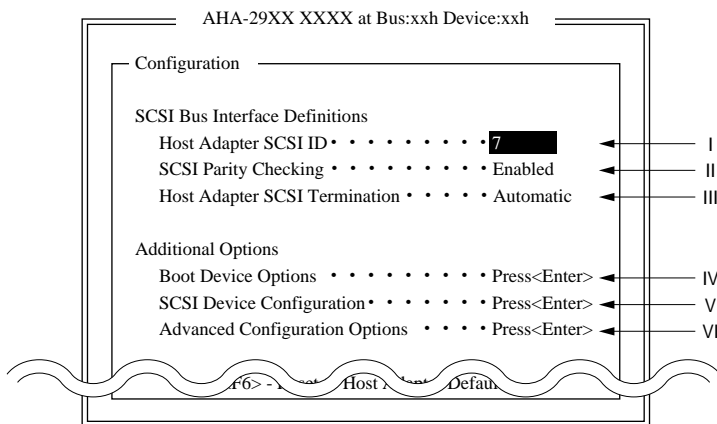 AHA-29XX XXXX at Bus:xxh Device:xxh
Configuration
SCSI Bus Interface Definitions
Host Adapter SCSI ID・・・・・・・・・7 I
SCSI Parity Checking・・・・・・・・・Enabled II
Host Adapter SCSI Termination・・・・・Automatic III
Additional Options
Boot Device Options・・・・・・・・・Press<Enter> IV
SCSI Device Configuration・・・・・・・Press<Enter> V
Advanced Configuration Options・・・・Press<Enter> VI
F6> - Host